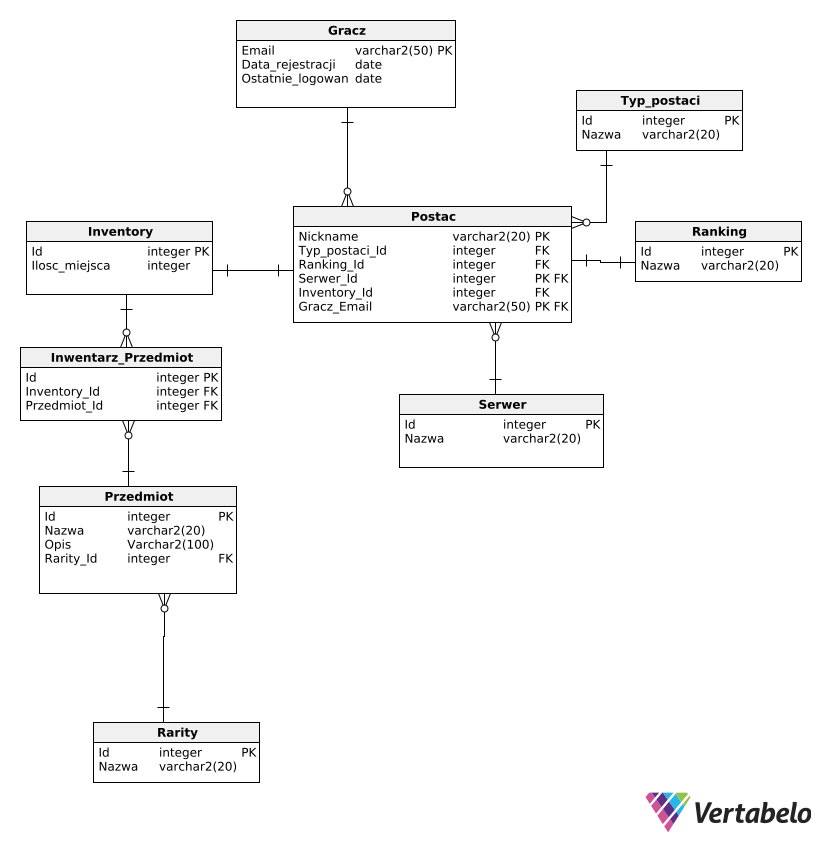 Gracz
Email varchar2(50) PK
Data_rejestracji date
Ostatnie_logowan date
Typ_postaci
Id integer PK
Nazwa varchar2(20)
Postac
Nickname varchar2(20) PK
Typ_postaci_Id integer FK
Ranking_Id integer FK
Serwer_Id integer PK FK
Inventory_Id integer FK
Gracz_Email varchar2(50) PK FK
Inventory
Id integer PK
Ilosc_miejsca integer
Ranking
Id integer PK
Nazwa varchar2(20)
Inwentarz_Przedmiot
Id integer PK
Inventory_Id integer FK
Przedmiot_Id integer FK
Serwer
Id integer PK
Nazwa varchar2(20)
Przedmiot
Id integer PK
Nazwa varchar2(20)
Opis Varchar2(100)
Rarity_Id integer FK
Rarity
Id integer PK
Nazwa varchar2(20)
Vertabelo